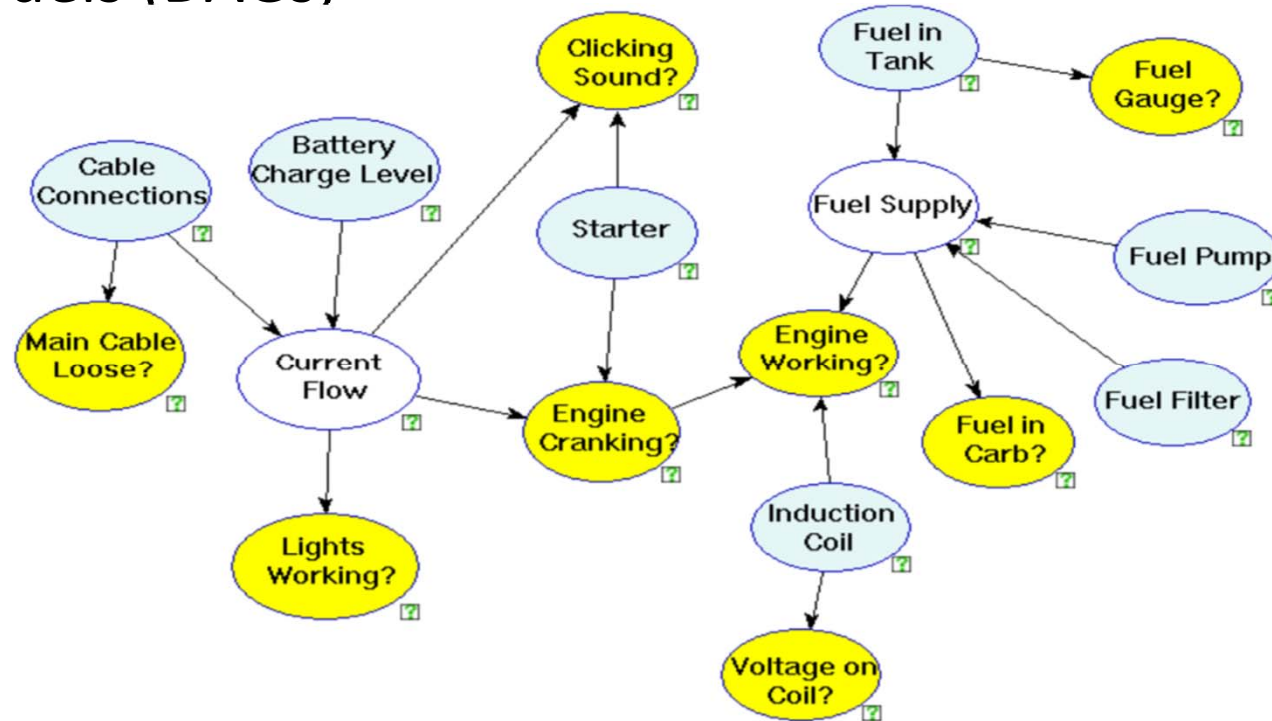 (DAGs)
Clicking
Sound?
Fuel in
Tank
Fuel
Gauge?
Cable
Connections
Battery
Charge Level
Starter
Fuel Supply
Fuel Pump
Main Cable
Loose?
Current
Flow
Engine
Cranking?
Engine
Working?
Fuel in
Carb?
Fuel Filter
Lights
Working?
Induction
Coil
Voltage on
Coil?